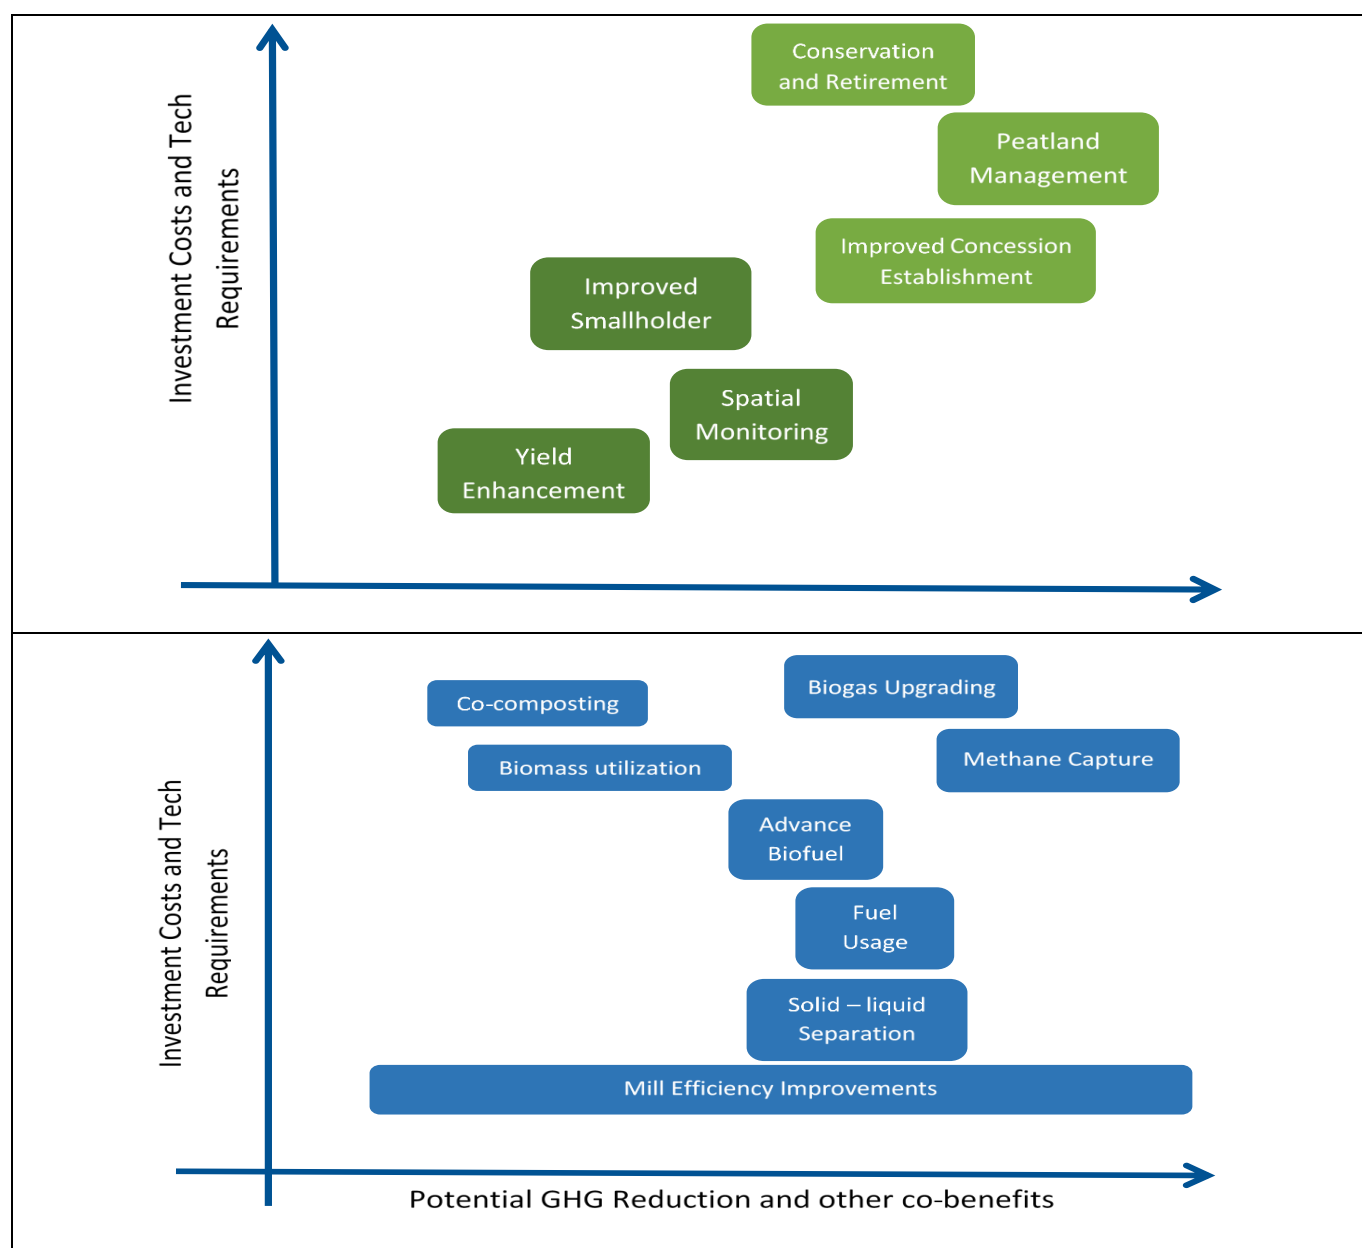 Investment Costs and Tech
Requirements
Conservation
and Retirement
Peatland
Management
Improved Concession
Establishment
Improved
Smallholder
Spatial
Monitoring
Yield
Enhancement
Investment Costs and Tech
Requirements
Biogas Upgrading
Co-composting
Methane Capture
Biomass utilization
Advance
Biofuel
Fuel
Usage
Solid – liquid
Separation
Mill Efficiency Improvements
Potential GHG Reduction and other co-benefits